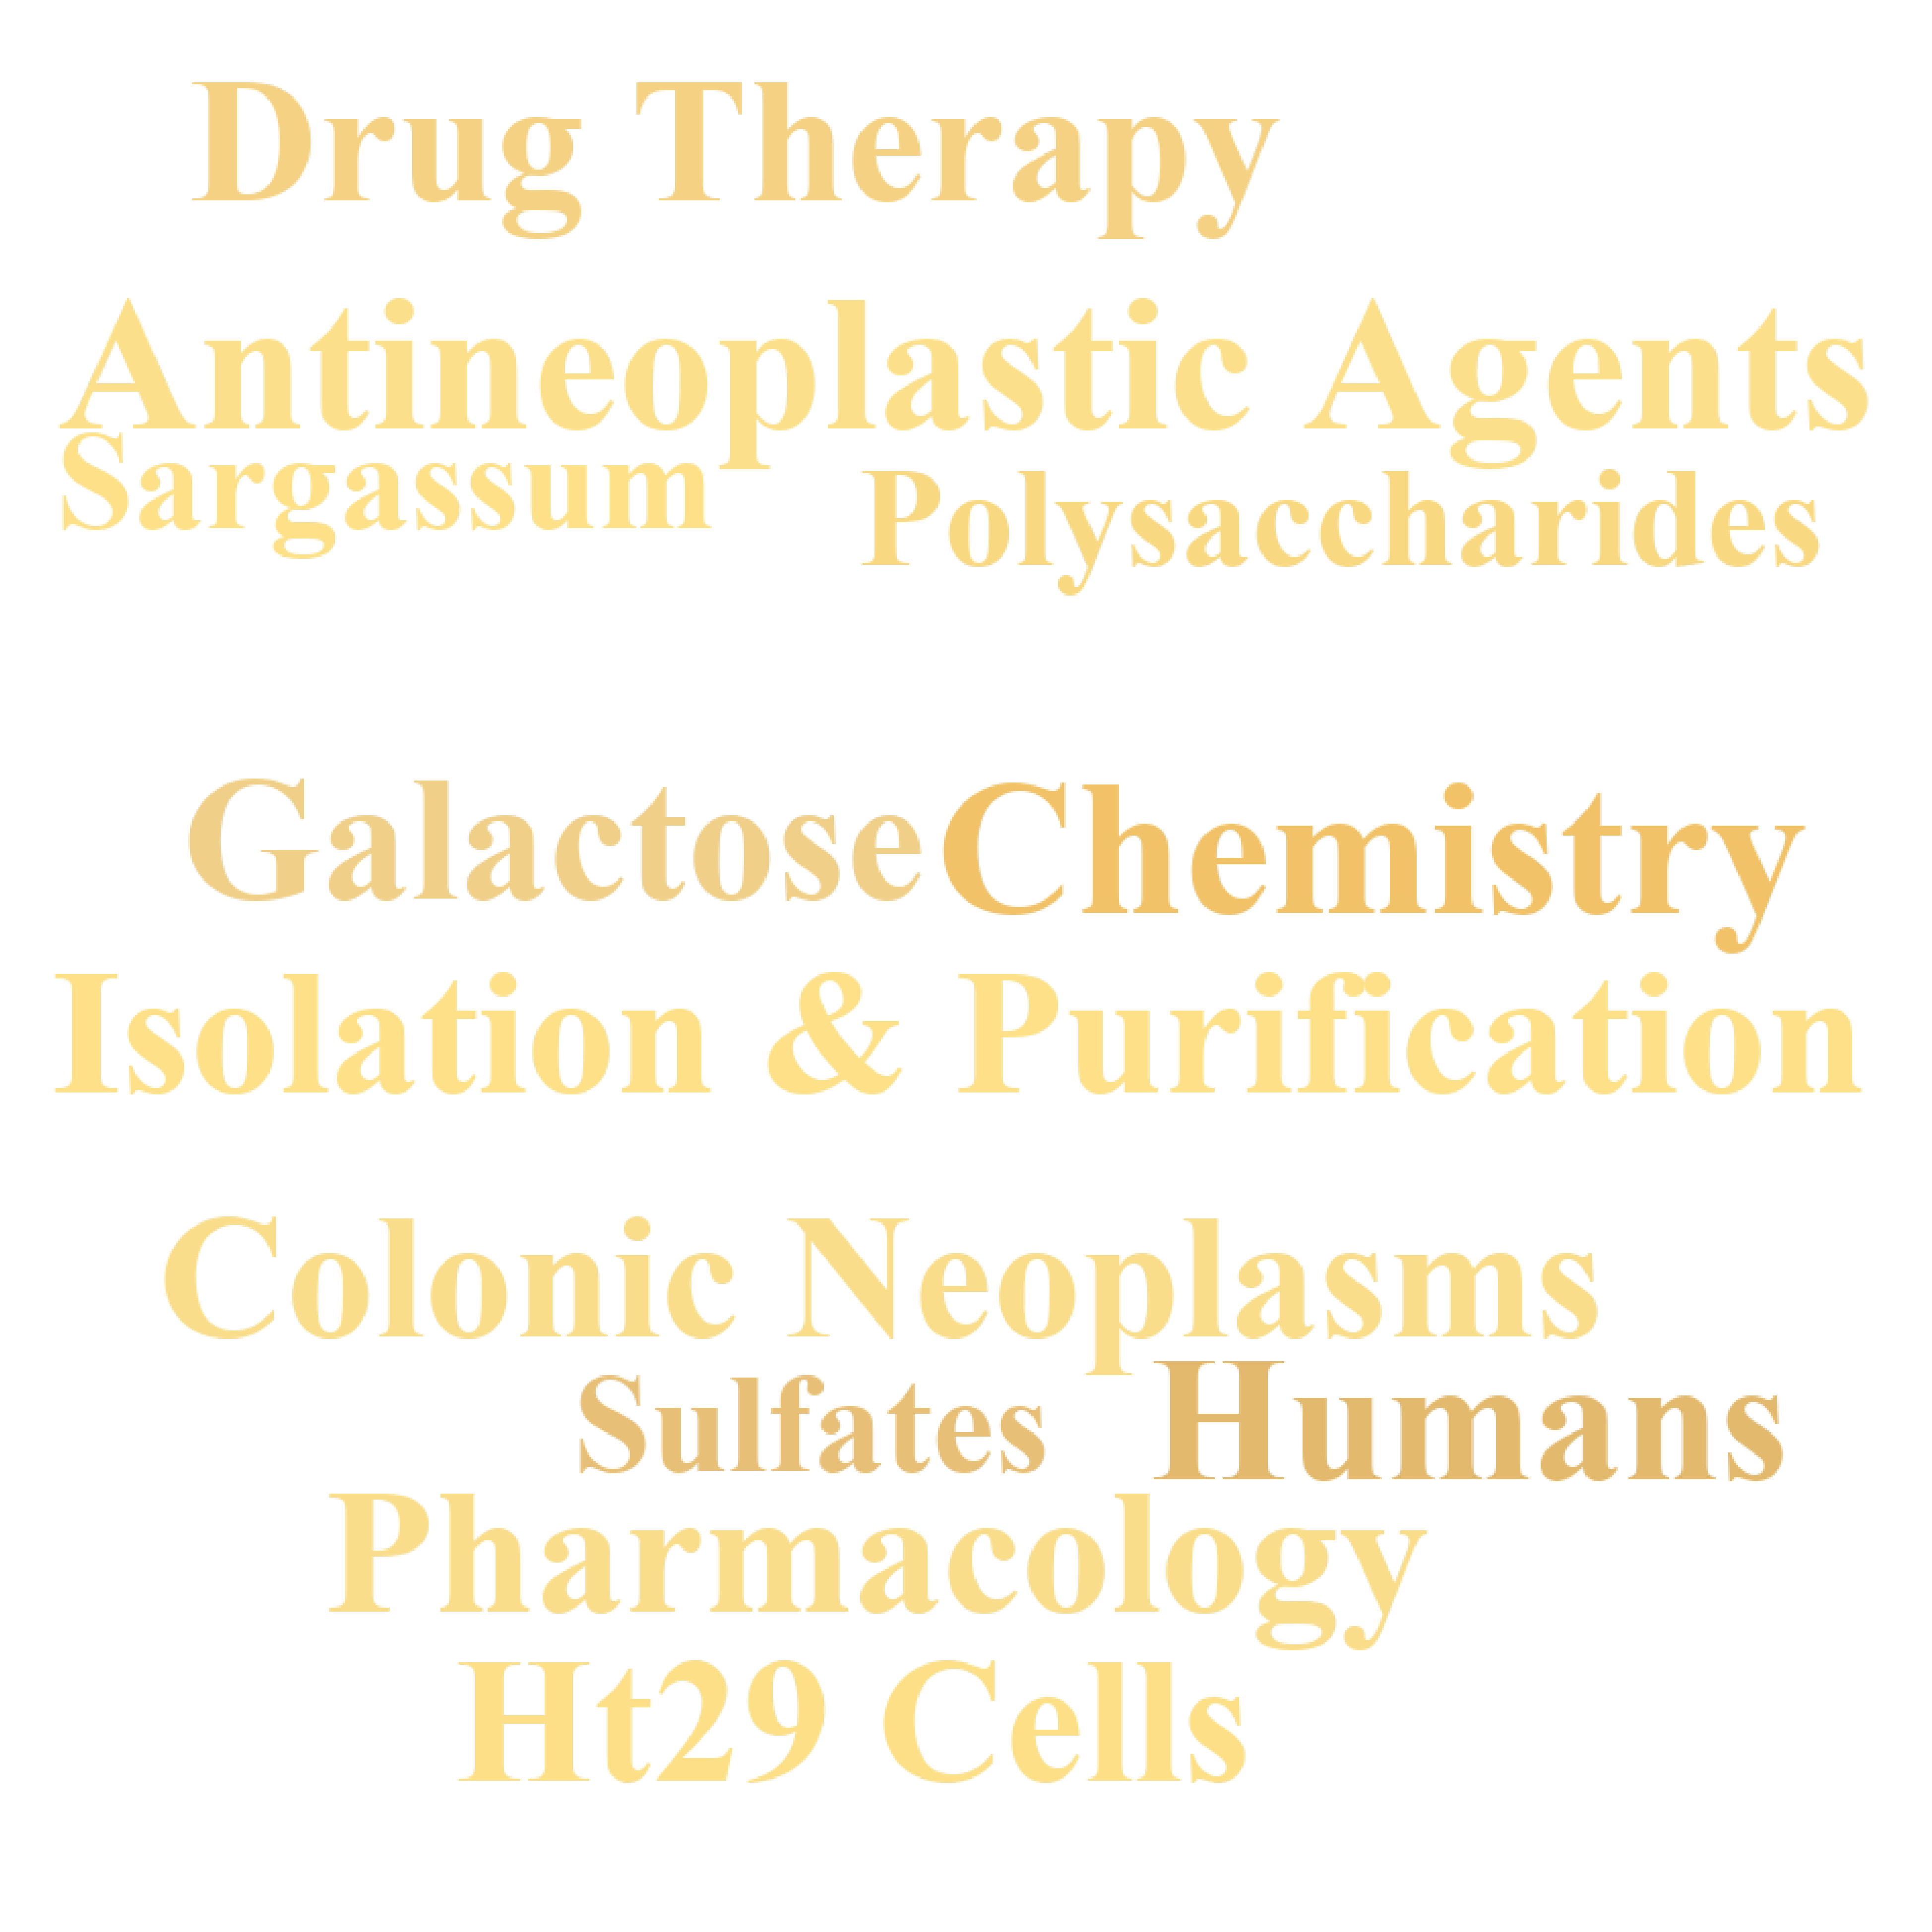 Drug Therapy
Antineoplastic Agents
Sargassum
Polysaccharides
Galactose
Chemistry
Isolation & Purification
Colonic Neoplasms
Sulfates
Humans
Pharmacology
Ht29 Cells